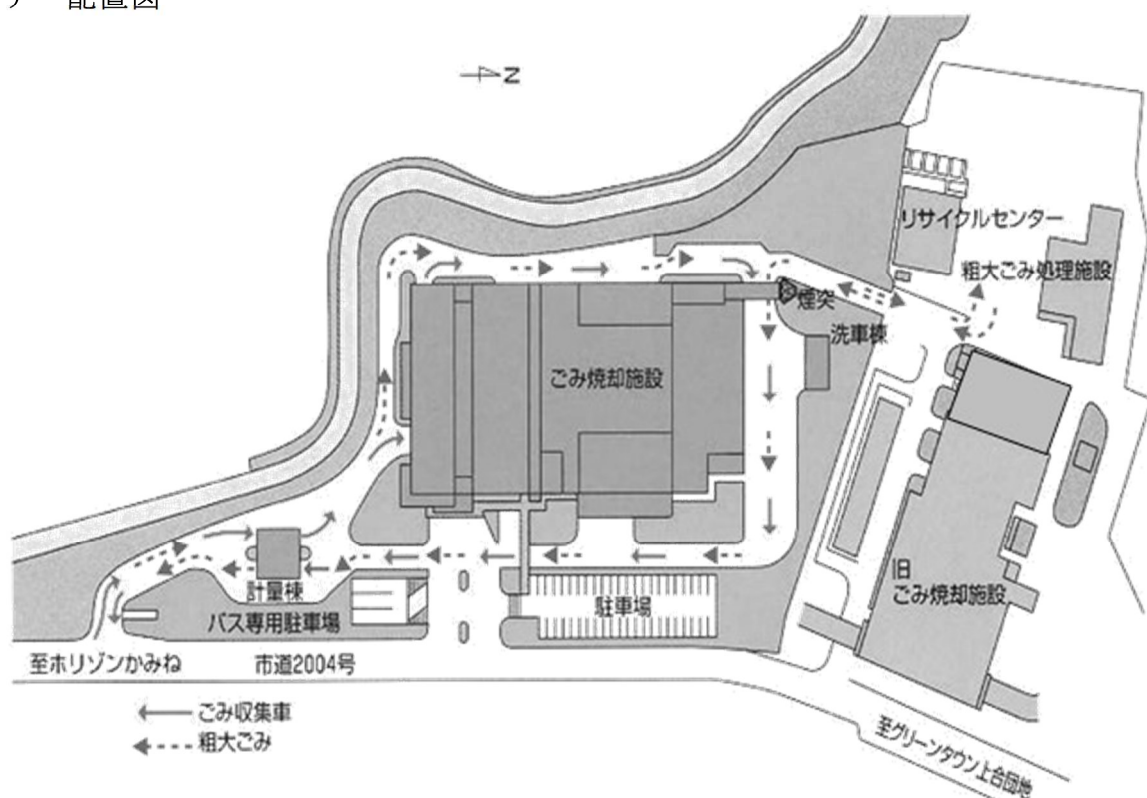 配置図
N
リサイクルセンター
粗大ごみ処理施設
煙突
洗車棟
ごみ焼却施設
計量棟
駐車場
旧
ごみ焼却施設
バス専用駐車場
至ホリゾンかみね
市道2004号
ごみ収集車
粗大ごみ
至グリーンタウン上合団地